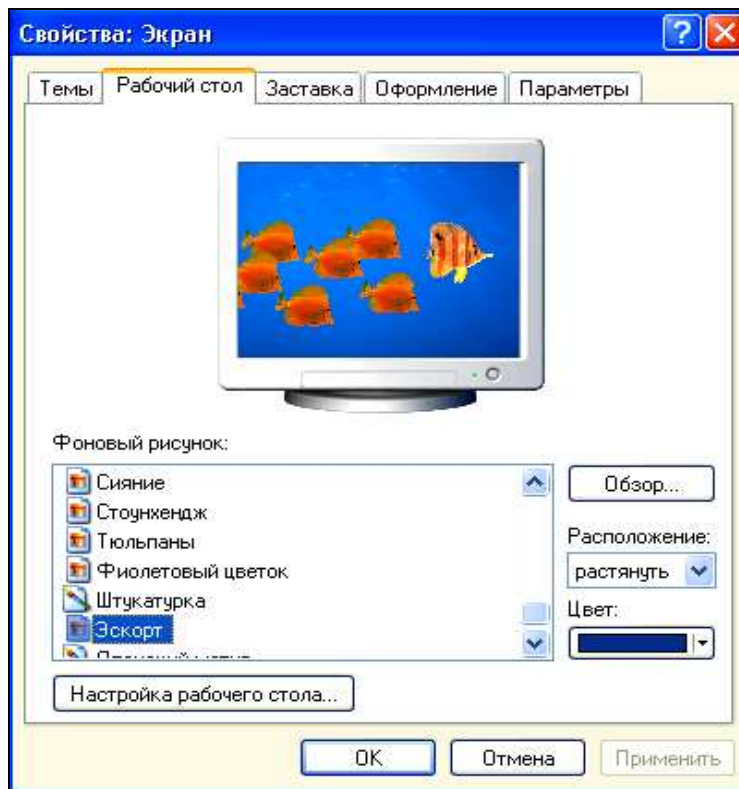 Свойства: Экран
Темы Рабочий стол Заставка Оформление Параметры
Фоновый рисунок:
Сияние
Стоунхендж
Тюльпаны
Фиолетовый цветок
Штукатурка
Эскорт
Обзор...
Расположение:
растянуть
Цвет:
Настройка рабочего стола...
ОК Отмена Применить